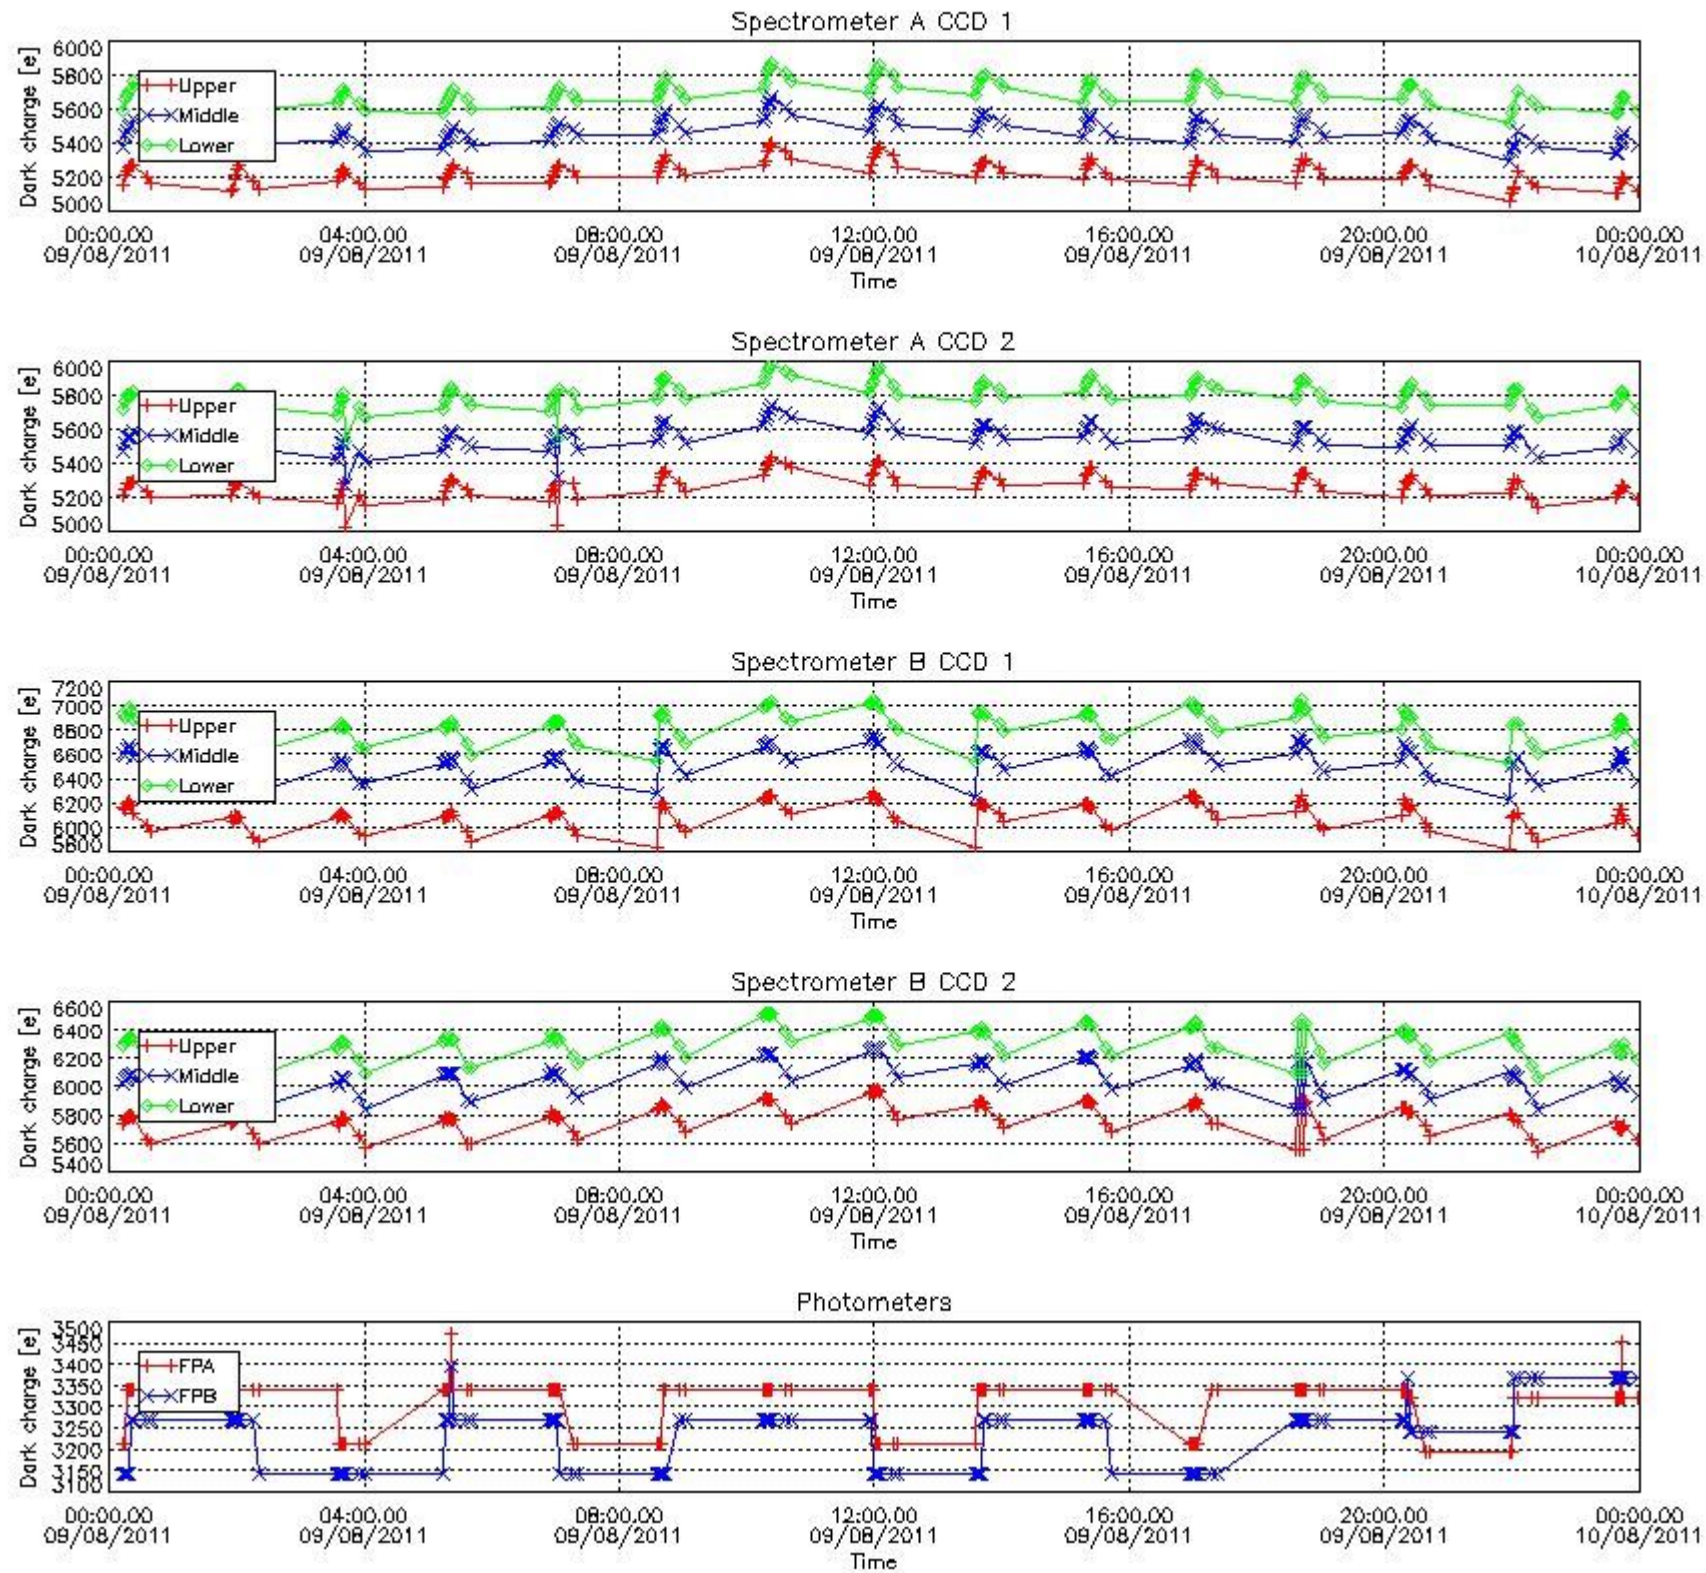 Spectrometer A CCD 1
Dark charge [e]
6000
5800
5600
5400
5200
5000
Upper
Middle
Lower
00:00.00 04:00.00 08:00.00 12:00.00 16:00.00 20:00.00 00:00.00
09/08/2011 09/08/2011 09/08/2011 09/08/2011 09/08/2011 09/08/2011 10/08/2011
Time
Spectrometer A CCD 2
Dark charge [e]
6000
5800
5600
5400
5200
5000
Upper
Middle
Lower
00:00.00 04:00.00 08:00.00 12:00.00 16:00.00 20:00.00 00:00.00
09/08/2011 09/08/2011 09/08/2011 09/08/2011 09/08/2011 09/08/2011 10/08/2011
Time
Spectrometer B CCD 1
Dark charge [e]
7200
7000
6800
6600
6400
6200
6000
5800
Upper
Middle
Lower
00:00.00 04:00.00 08:00.00 12:00.00 16:00.00 20:00.00 00:00.00
09/08/2011 09/08/2011 09/08/2011 09/08/2011 09/08/2011 09/08/2011 10/08/2011
Time
Spectrometer B CCD 2
Dark charge [e]
6600
6400
6200
6000
5800
5600
5400
Upper
Middle
Lower
00:00.00 04:00.00 08:00.00 12:00.00 16:00.00 20:00.00 00:00.00
09/08/2011 09/08/2011 09/08/2011 09/08/2011 09/08/2011 09/08/2011 10/08/2011
Time
Photometers
Dark charge [e]
3500
3450
3400
3350
3300
3250
3200
3150
3100
FPA
FPB
00:00.00 04:00.00 08:00.00 12:00.00 16:00.00 20:00.00 00:00.00
09/08/2011 09/08/2011 09/08/2011 09/08/2011 09/08/2011 09/08/2011 10/08/2011
Time